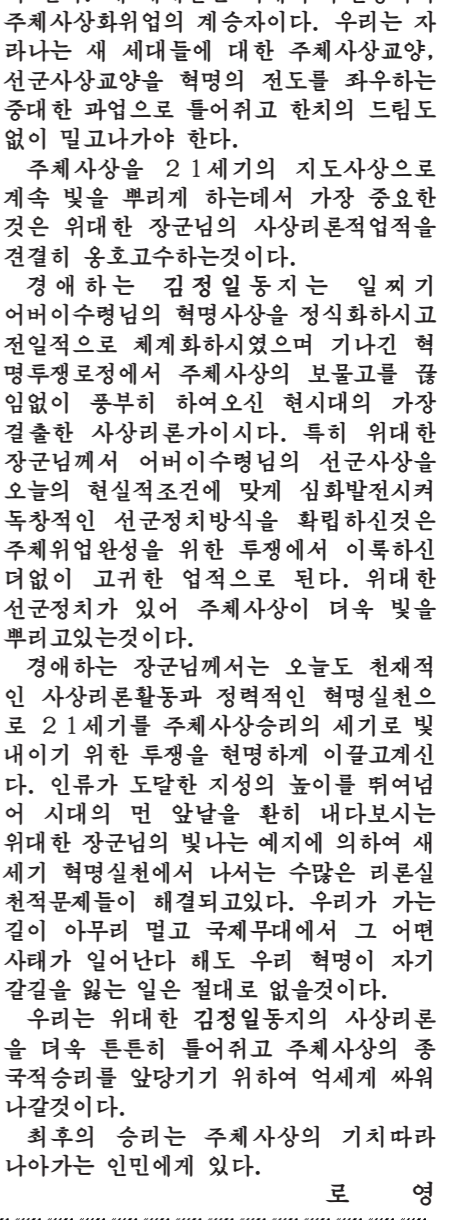 주체사상화위업의 계승자이다. 우리는 자
라나는 새 세대들에 대한 주체사상교양,
선군사상교양을 혁명의 전도를 좌우하는
중대한 과업으로 틀어쥐고 한치의 드팀도
없이 밀고나가야 한다.
주체사상을 21세기의 지도사상으로
계속 빛을 뿌리게 하는데서 가장 중요한
것은 위대한 장군님의 사상리론적업적을
견결히 옹호고수하는것이다.
경애하는 김정일동지는 일찌기
어버이수령님의 혁명사상을 정식화하시고
전일적으로 체계화하시였으며 기나긴 혁
명투쟁로정에서 주체사상의 보물고를 끊
임없이 풍부히 하여오신 현시대의 가장
걸출한 사상리론가이시다. 특히 위대한
장군님께서 어버이수령님의 선군사상을
오늘의 현실적조건에 맞게 심화발전시켜
독창적인 선군정치방식을 확립하신것은
주체위업완성을 위한 투쟁에서 이룩하신
더없이 고귀한 업적으로 된다. 위대한
선군정치가 있어 주체사상이 더욱 빛을
뿌리고있는것이다.
경애하는 장군님께서는 오늘도 천재적
인 사상리론활동과 정력적인 혁명실천으
로 21세기를 주체사상승리의 세기로 빛
내이기 위한 투쟁을 현명하게 이끌고계신
다. 인류가 도달한 지성의 높이를 뛰여넘
어 시대의 먼 앞날을 환히 내다보시는
위대한 장군님의 빛나는 예지에 의하여 새
세기 혁명실천에서 나서는 수많은 리론실
천적문제들이 해결되고있다. 우리가 가는
길이 아무리 멀고 국제무대에서 그 어떤
사태가 일어난다 해도 우리 혁명이 자기
갈길을 잃는 일은 절대로 없을것이다.
우리는 위대한 김정일동지의 사상리론
을 더욱 튼튼히 틀어쥐고 주체사상의 종
국적승리를 앞당기기 위하여 억세게 싸워
나갈것이다.
최후의 승리는 주체사상의 기치따라
나아가는 인민에게 있다.
로 영